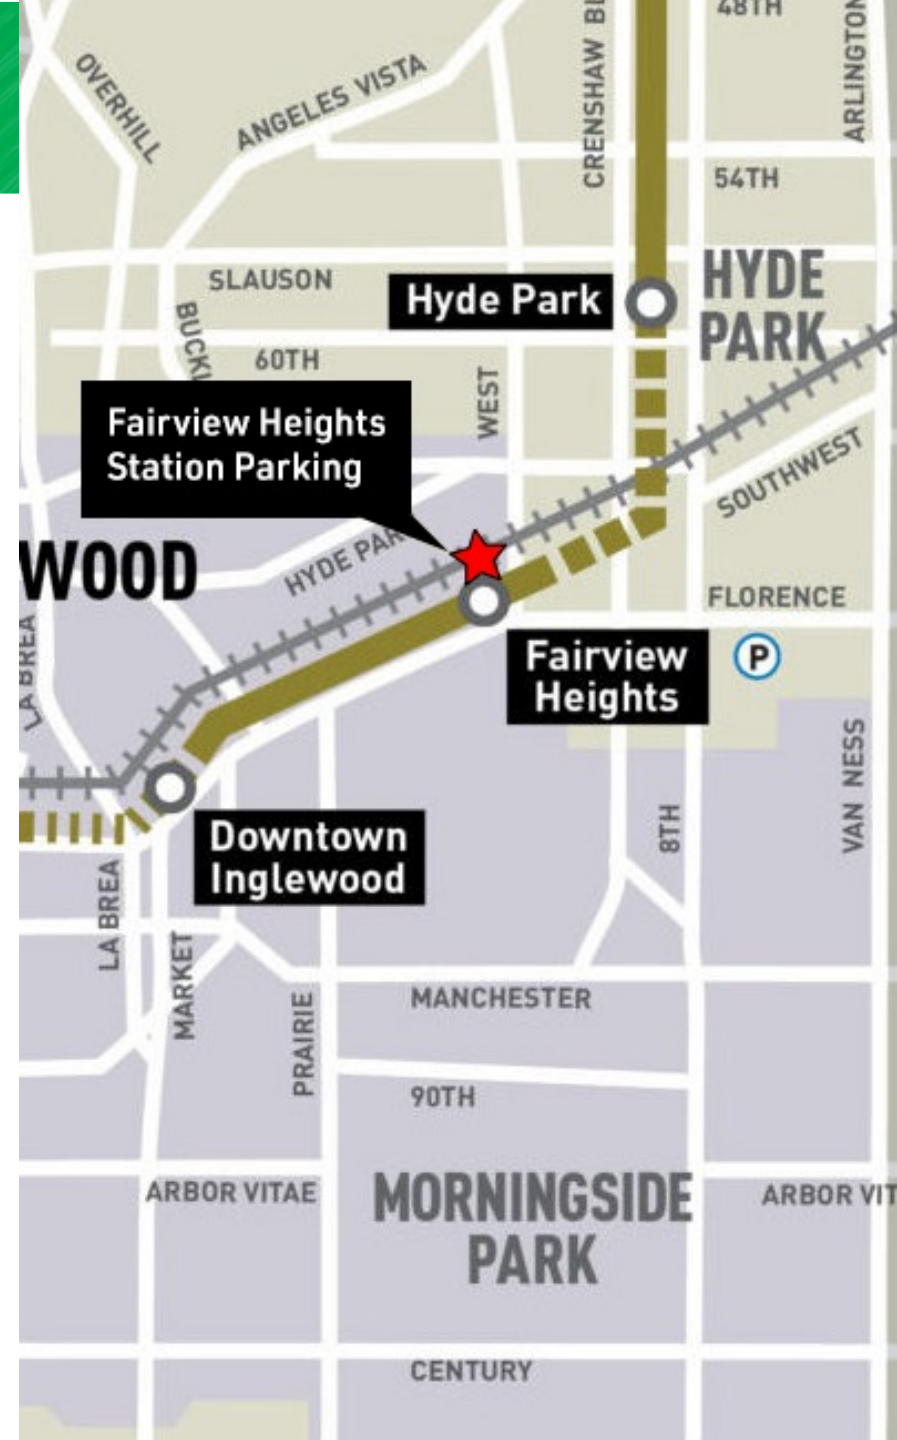 48TH
OVERHILL
ANGELES VISTA
CRENSHAW
ARLINGTON
54TH
SLAUSON
Hyde Park
HYDE
PARK
60TH
WEST
Fairview Heights
Station Parking
SOUTHWEST
WOOD
HYDE
FLORENCE
LA BREA
Fairview
Heights
P
VAN NESS
8TH
Downtown
Inglewood
LA BREA
MARKET
MANCHESTER
PRAIRIE
90TH
ARBOR VITAE
MORNINGSIDE
PARK
ARBOR VIT
CENTURY